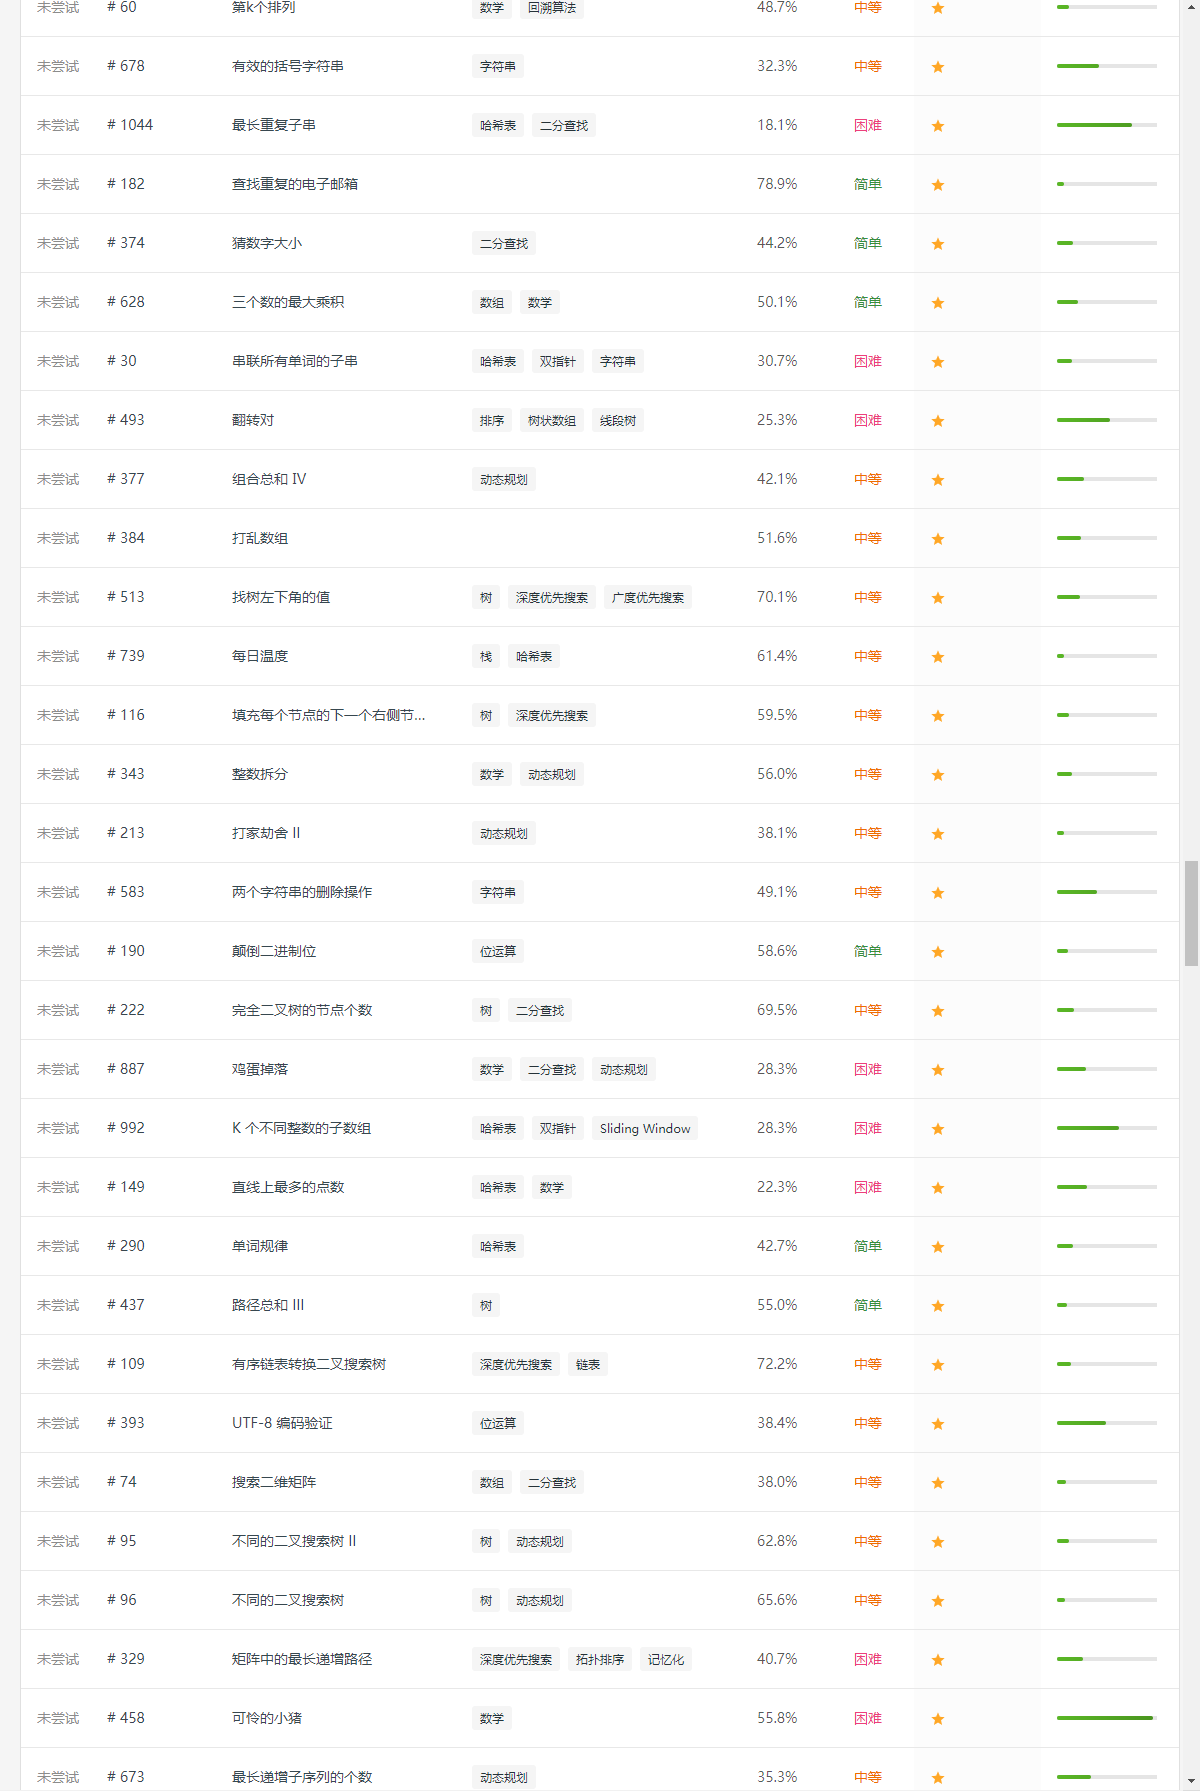 未尝试 # 60 第k个排列 数学 回溯算法 48.7% 中等
未尝试 # 678 有效的括号字符串 字符串 32.3% 中等
未尝试 # 1044 最长重复子串 哈希表 二分查找 18.1% 困难
未尝试 # 182 查找重复的电子邮箱 78.9% 简单
未尝试 # 374 猜数字大小 二分查找 44.2% 简单
未尝试 # 628 三个数的最大乘积 数组 数学 50.1% 简单
未尝试 # 30 串联所有单词的子串 哈希表 双指针 字符串 30.7% 困难
未尝试 # 493 翻转对 排序 树状数组 线段树 25.3% 困难
未尝试 # 377 组合总和 IV 动态规划 42.1% 中等
未尝试 # 384 打乱数组 51.6% 中等
未尝试 # 513 找树左下角的值 树 深度优先搜索 广度优先搜索 70.1% 中等
未尝试 # 739 每日温度 栈 哈希表 61.4% 中等
未尝试 # 116 填充每个节点的下一个右侧节... 树 深度优先搜索 59.5% 中等
未尝试 # 343 整数拆分 数学 动态规划 56.0% 中等
未尝试 # 213 打家劫舍 II 动态规划 38.1% 中等
未尝试 # 583 两个字符串的删除操作 字符串 49.1% 中等
未尝试 # 190 颠倒二进制位 位运算 58.6% 简单
未尝试 # 222 完全二叉树的节点个数 树 二分查找 69.5% 中等
未尝试 # 887 鸡蛋掉落 数学 二分查找 动态规划 28.3% 困难
未尝试 # 992 K 个不同整数的子数组 哈希表 双指针 Sliding Window 28.3% 困难
未尝试 # 149 直线上最多的点数 哈希表 数学 22.3% 困难
未尝试 # 290 单词规律 哈希表 42.7% 简单
未尝试 # 437 路径总和 III 树 55.0% 简单
未尝试 # 109 有序链表转换二叉搜索树 深度优先搜索 链表 72.2% 中等
未尝试 # 393 UTF-8 编码验证 位运算 38.4% 中等
未尝试 # 74 搜索二维矩阵 数组 二分查找 38.0% 中等
未尝试 # 95 不同的二叉搜索树 II 树 动态规划 62.8% 中等
未尝试 # 96 不同的二叉搜索树 树 动态规划 65.6% 中等
未尝试 # 329 矩阵中的最长递增路径 深度优先搜索 拓扑排序 记忆化 40.7% 困难
未尝试 # 458 可怜的小猪 数学 55.8% 困难
未尝试 # 673 最长递增子序列的个数 动态规划 35.3% 中等